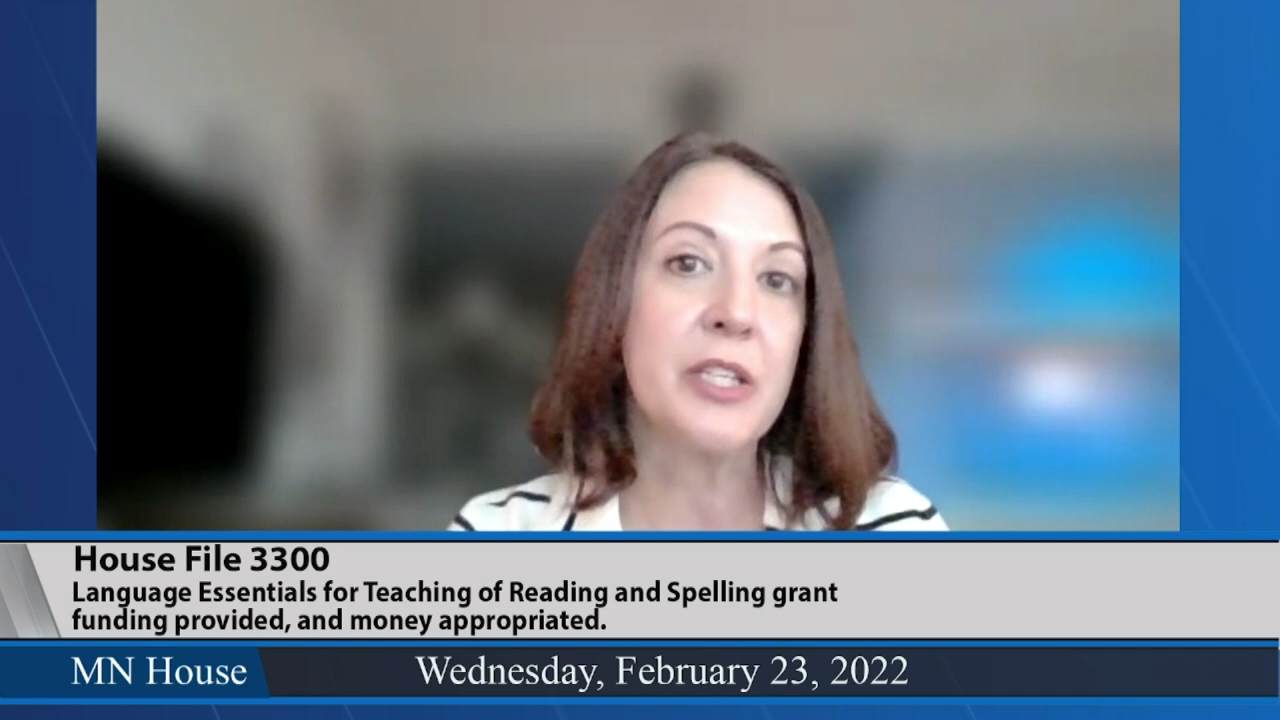 House File 3300
Language Essentials for Teaching of Reading and Spelling grant
funding provided, and money appropriated.
MN House
Wednesday, February 23, 2022